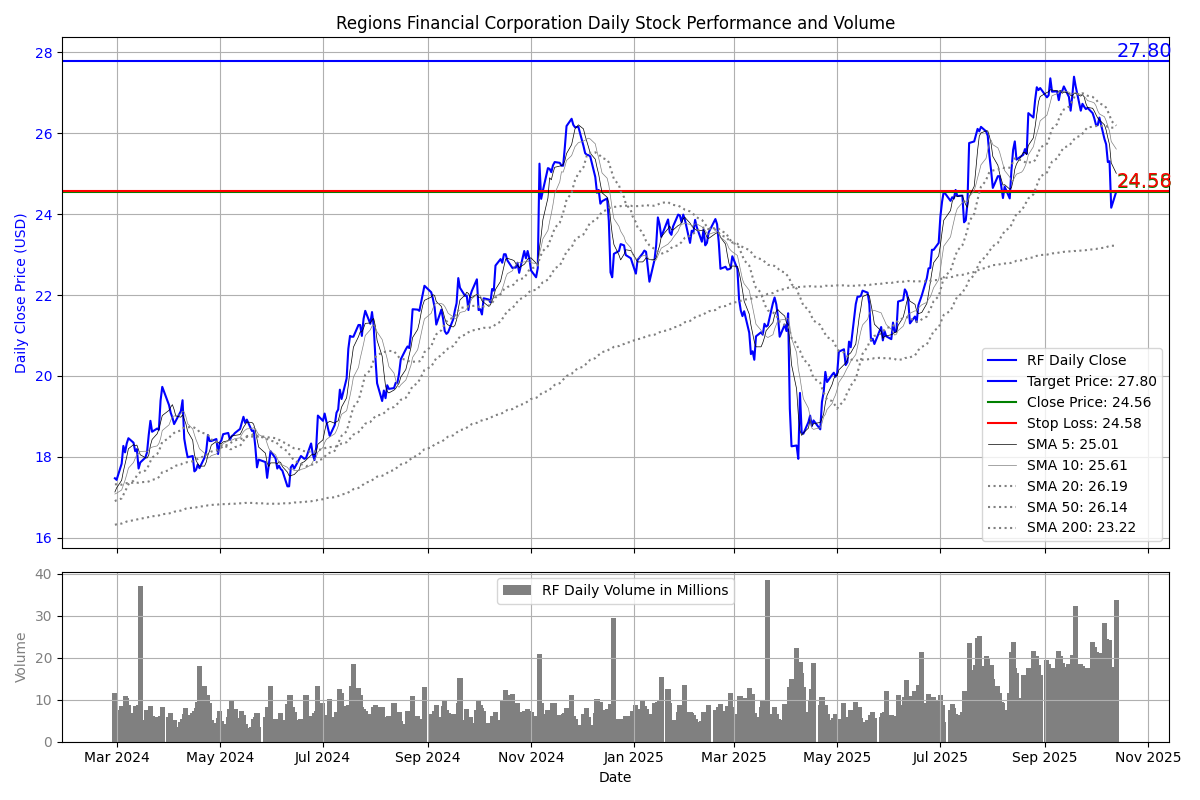 Regions Financial Corporation Daily Stock Performance and Volume
28
26
24
22
20
18
16
Daily Close Price (USD)
27.80
24.56
RF Daily Close
Target Price: 27.80
Close Price: 24.56
Stop Loss: 24.58
SMA 5: 25.01
SMA 10: 25.61
SMA 20: 26.19
SMA 50: 26.14
SMA 200: 23.22
40
30
20
10
0
Volume
RF Daily Volume in Millions
Mar 2024 May 2024 Jul 2024 Sep 2024 Nov 2024 Jan 2025 Mar 2025 May 2025 Jul 2025 Sep 2025 Nov 2025
Date